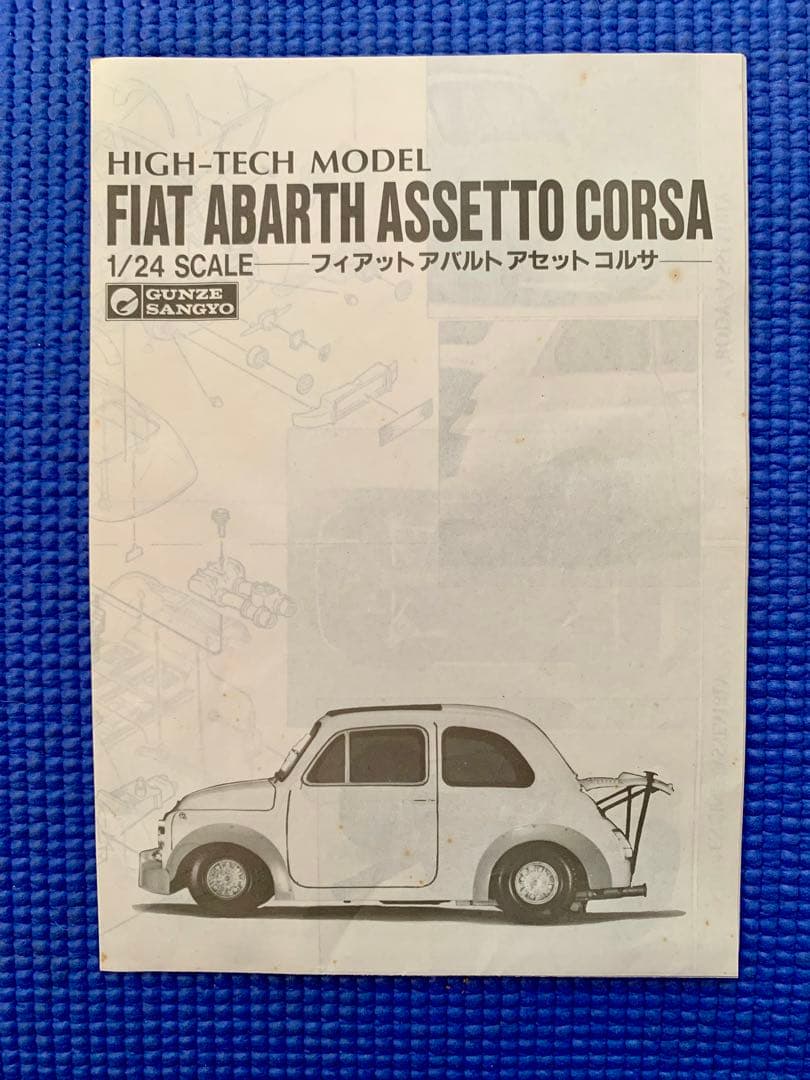 HIGH-TECH MODEL
FIAT ABARTH ASSETTO CORSA
1/24 SCALE フィアット アバルト アセット コルサ
GUNZE
SANGYO